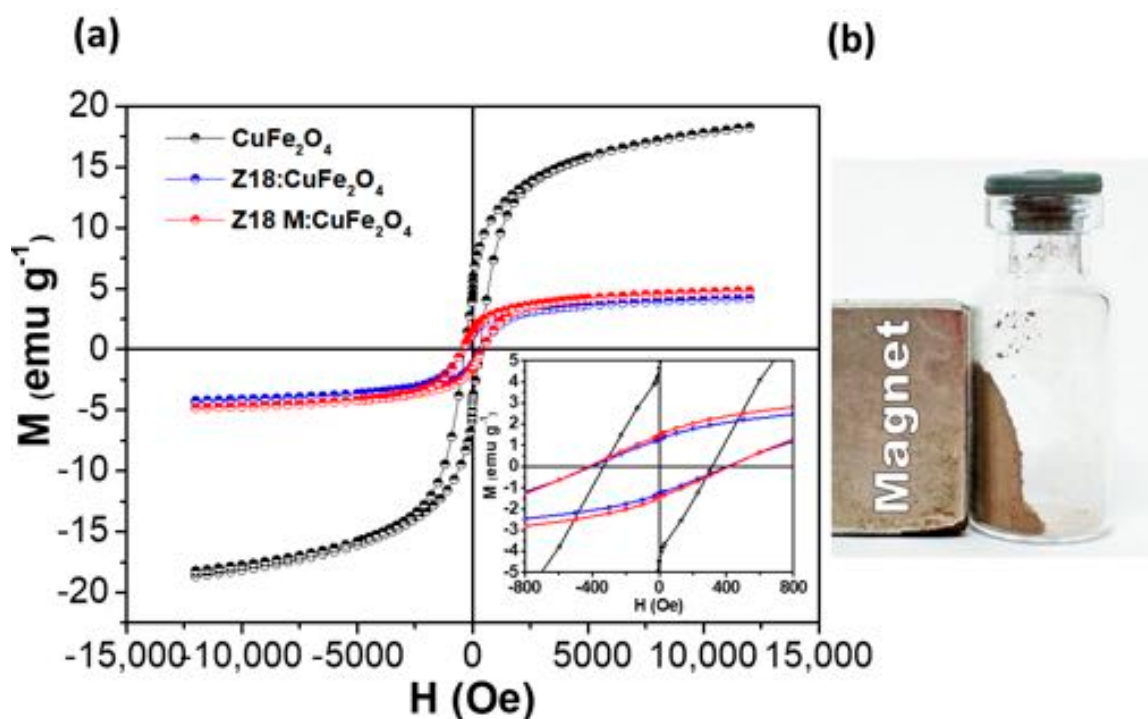 (a)
(b)
20
15
10
5
0
-5
-10
-15
-20
M (emu g⁻¹)
CuFe₂O₄
Z18:CuFe₂O₄
Z18 M:CuFe₂O₄
5
4
3
2
1
0
-1
-2
-3
-4
-5
M (emu g⁻¹)
-800 -400 0 400 800
H (Oe)
-15,000 -10,000 -5000 0 5000 10,000 15,000
H (Oe)
Magnet